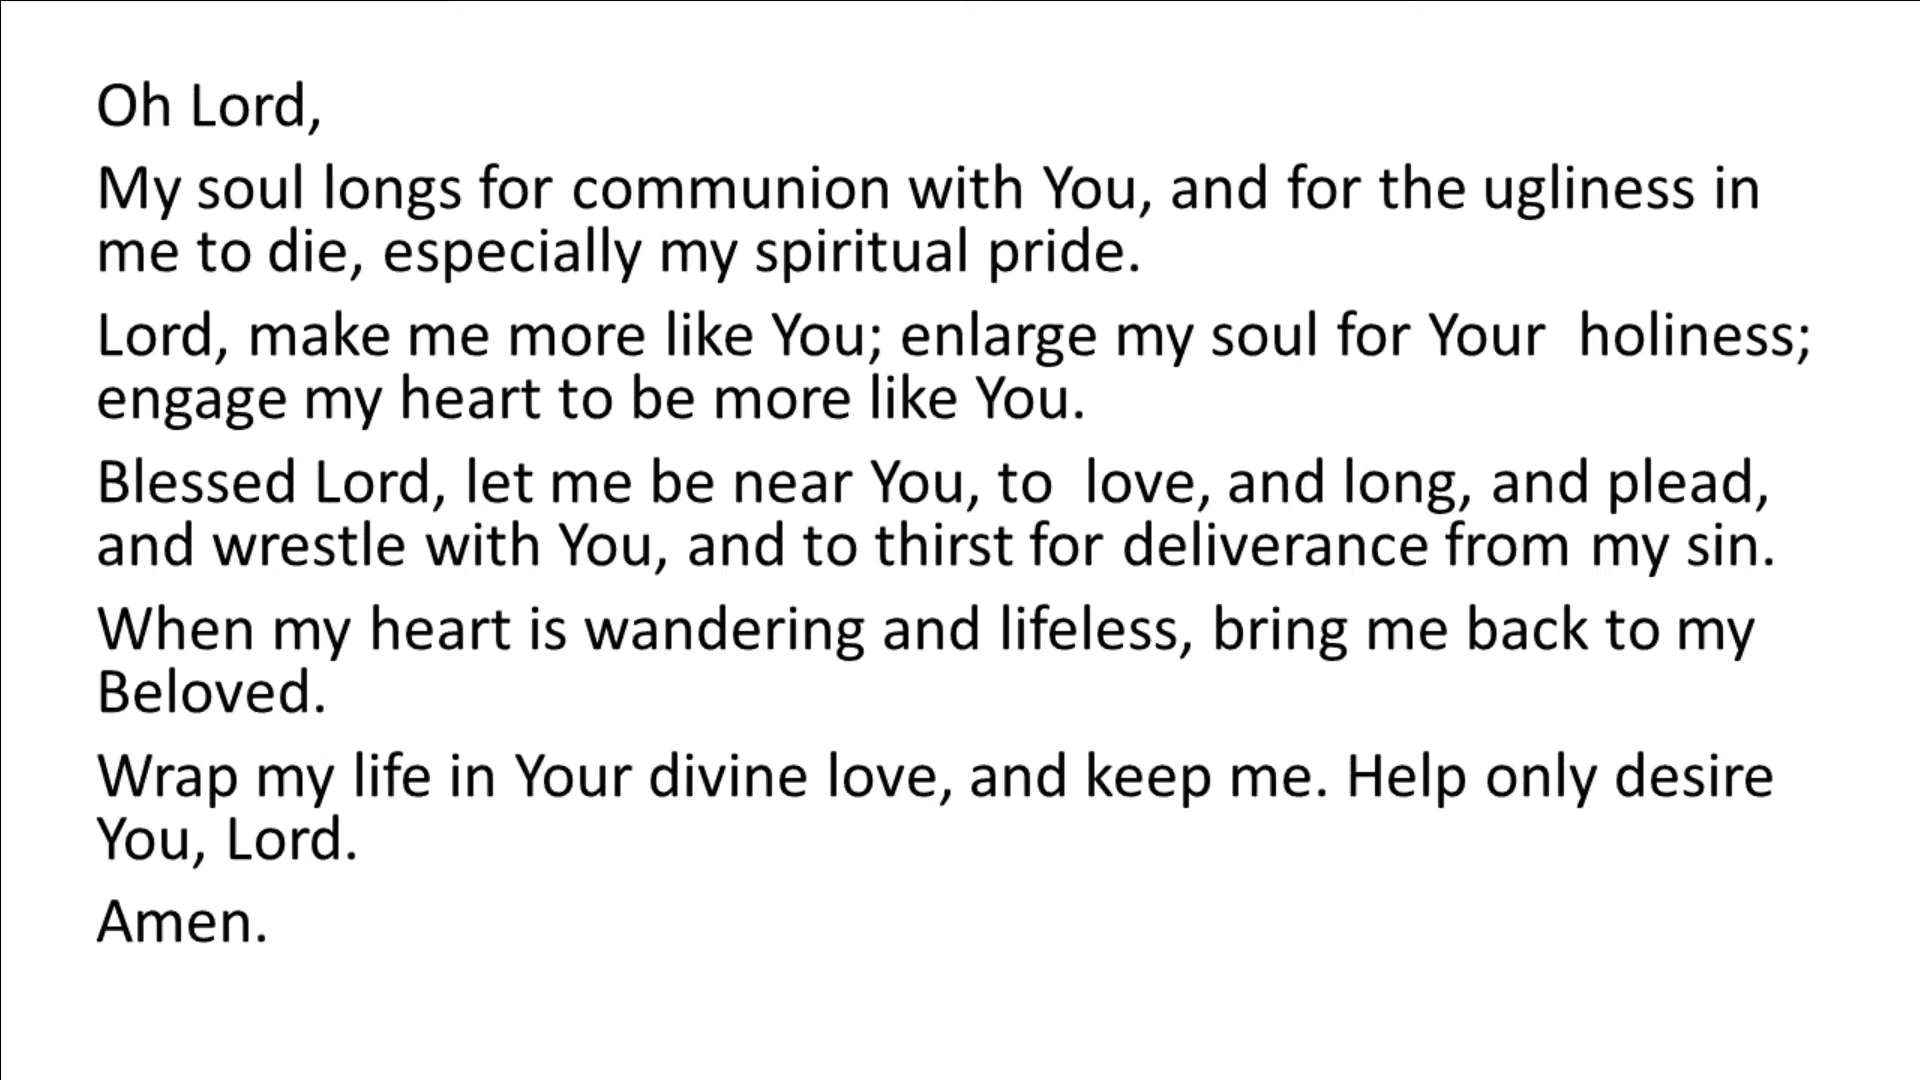 Oh Lord,
My soul longs for communion with You, and for the ugliness in
me to die, especially my spiritual pride.
Lord, make me more like You; enlarge my soul for Your  holiness;
engage my heart to be more like You.
Blessed Lord, let me be near You, to  love, and long, and plead,
and wrestle with You, and to thirst for deliverance from my sin.
When my heart is wandering and lifeless, bring me back to my
Beloved.
Wrap my life in Your divine love, and keep me. Help only desire
You, Lord.
Amen.